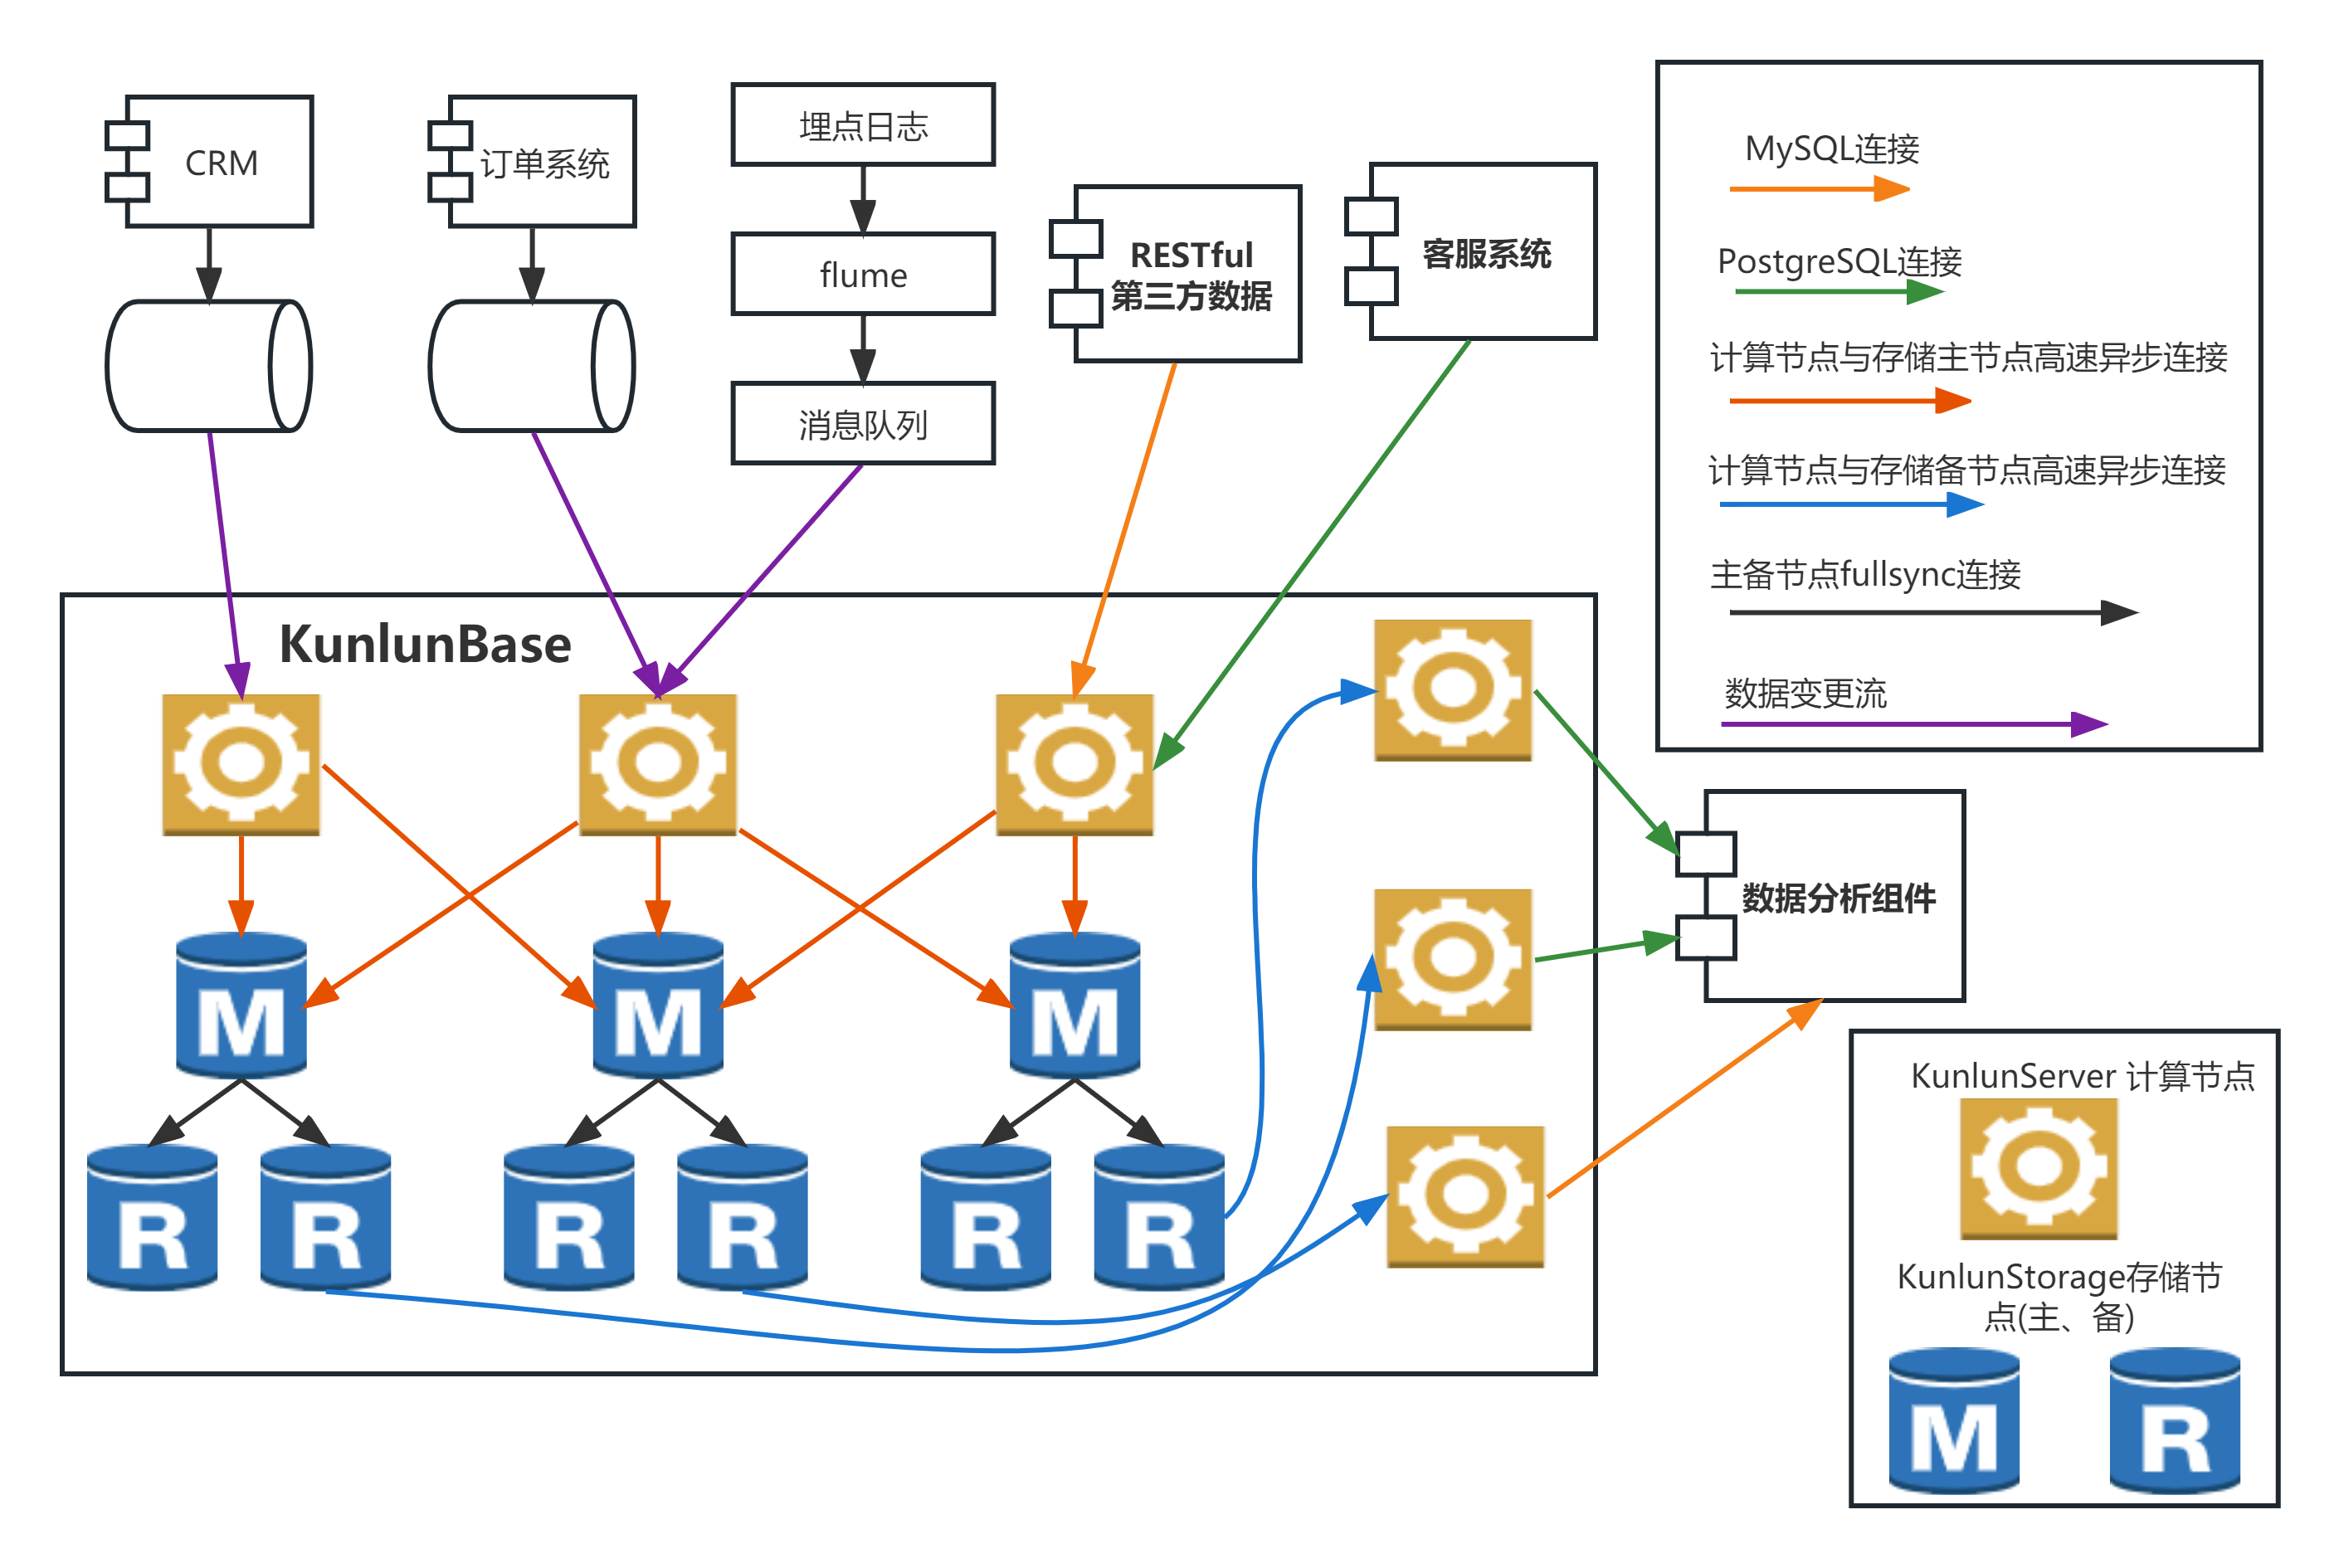 CRM
订单系统
埋点日志
flume
消息队列
RESTful
第三方数据
客服系统
MySQL连接
PostgreSQL连接
计算节点与存储主节点高速异步连接
计算节点与存储备节点高速异步连接
主备节点fullsync连接
数据变更流
KunlunBase
M
M
M
R
R
R
R
R
R
数据分析组件
KunlunServer 计算节点
KunlunStorage存储节
点(主、备)
M
R